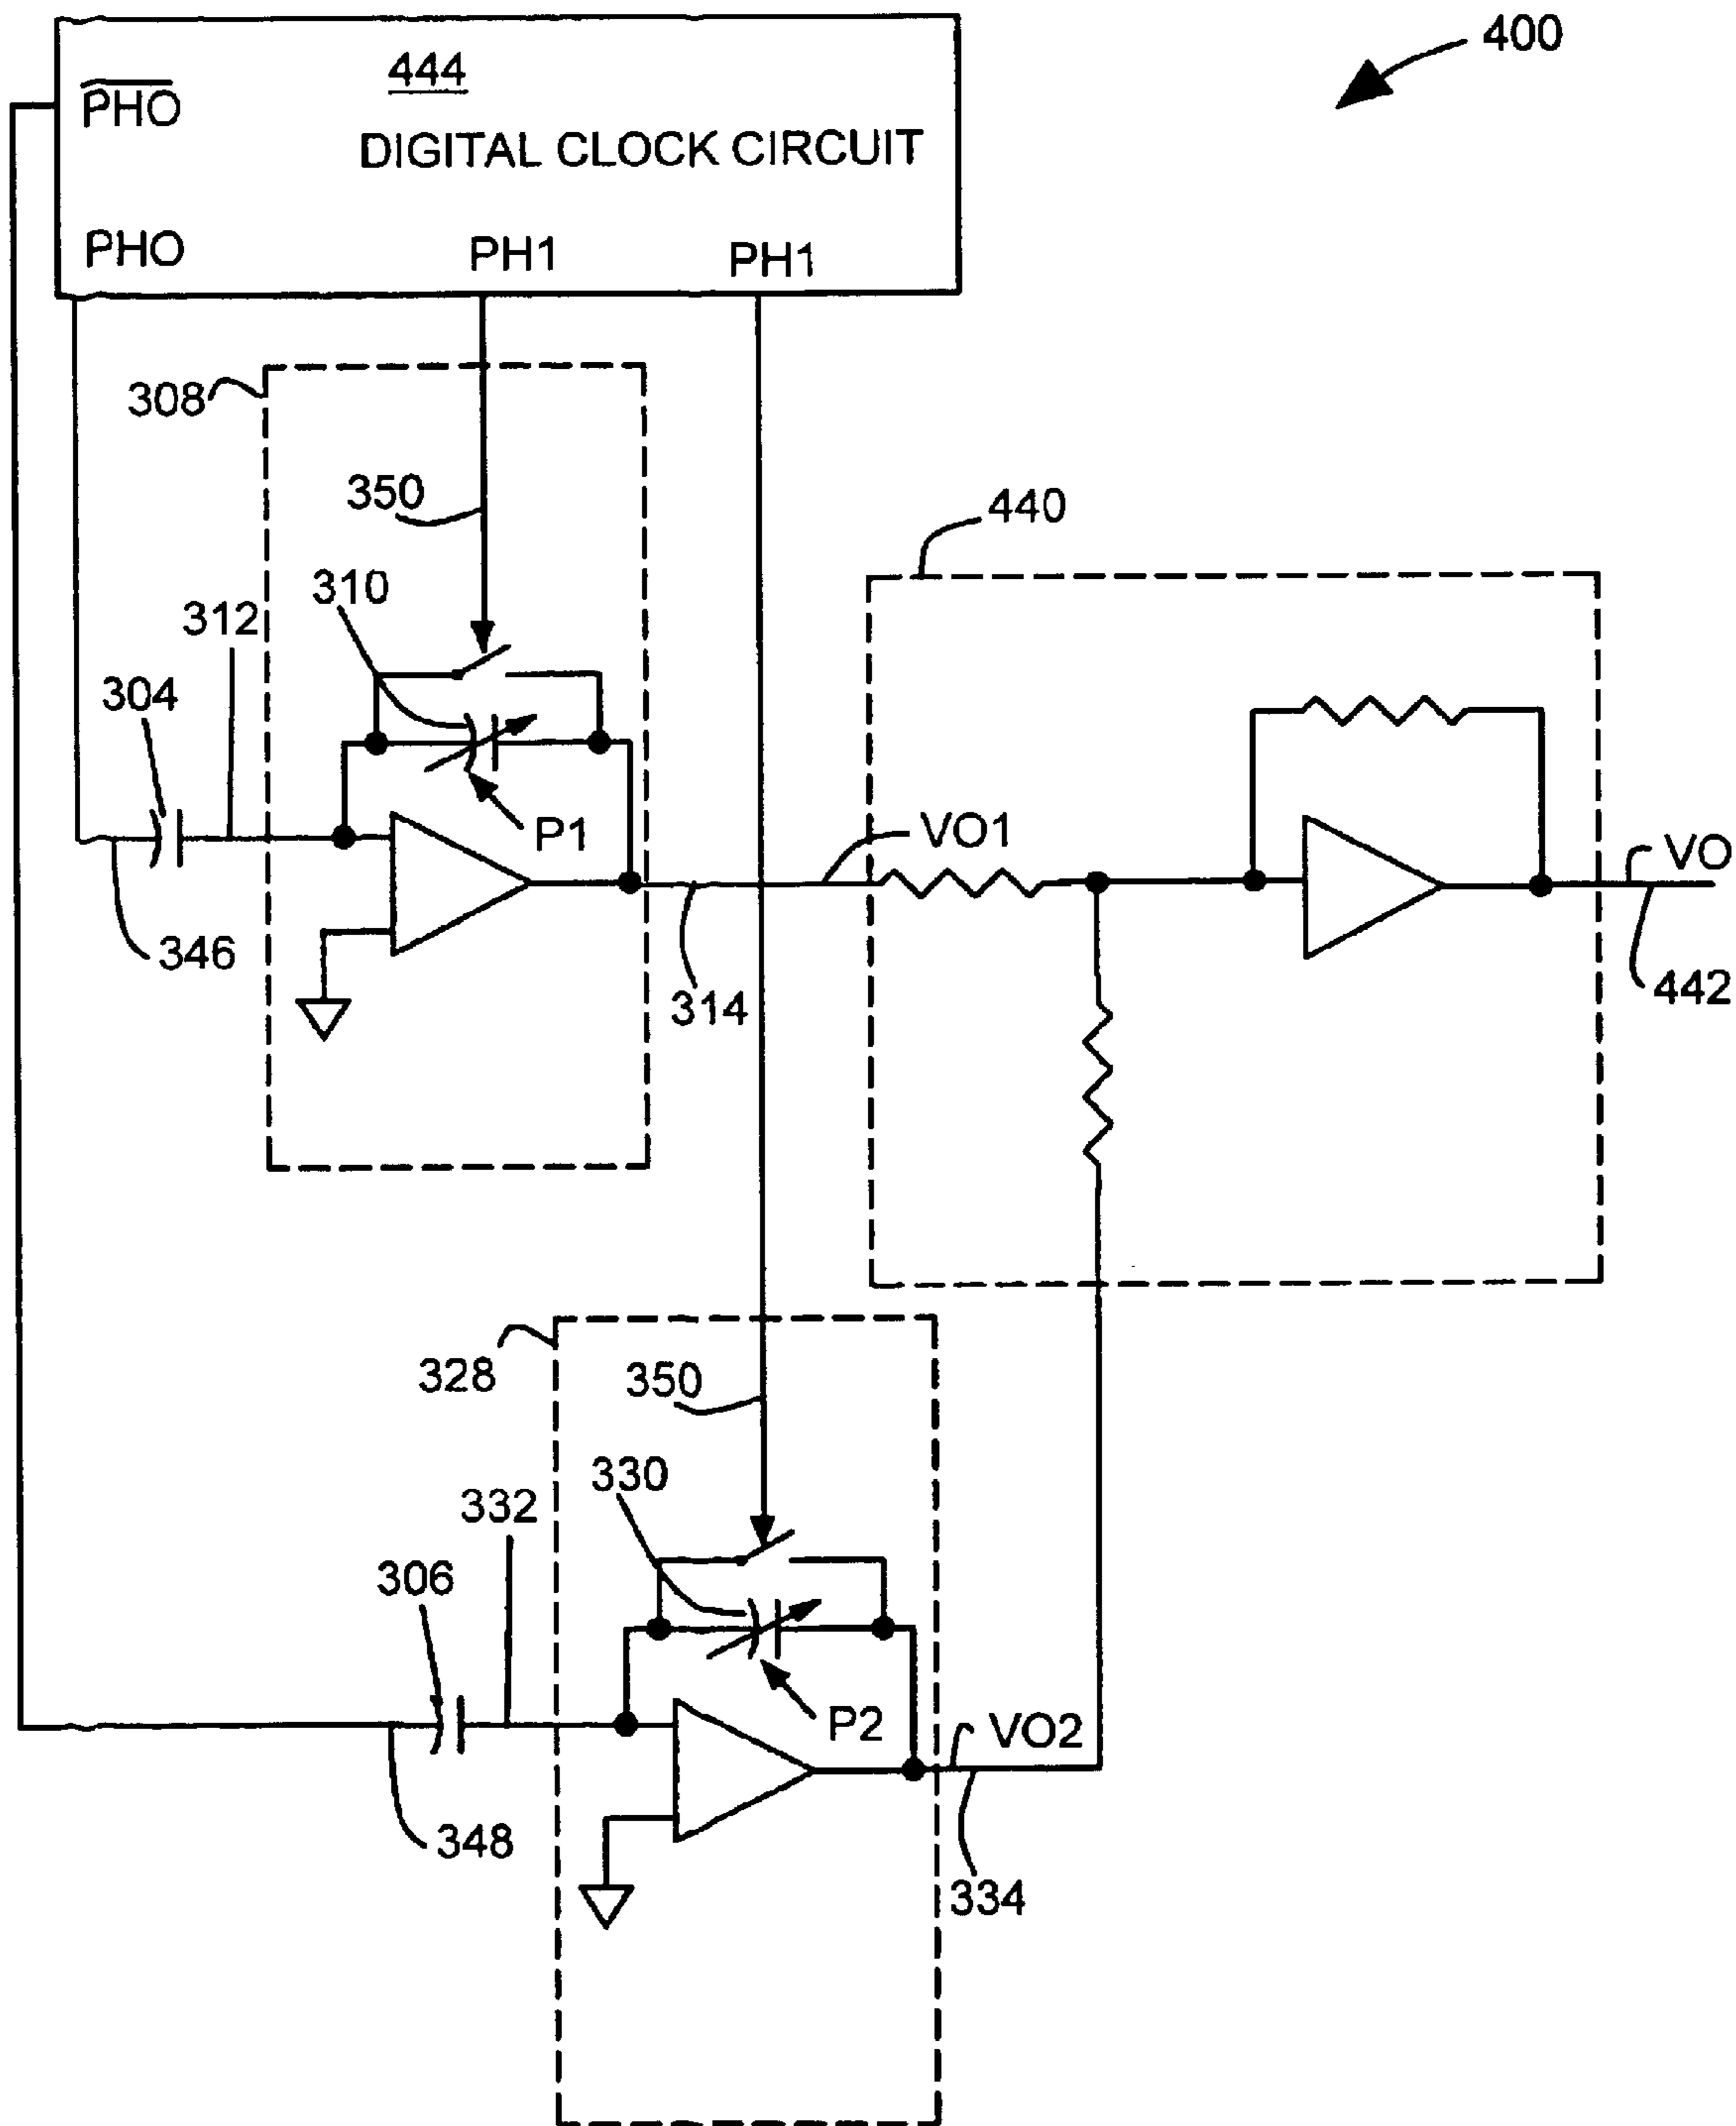 400
444
PHO
DIGITAL CLOCK CIRCUIT
PHO
PH1
PH1
308
350
440
310
312
304
P1
VO1
VO
346
314
442
328
350
330
332
306
P2
VO2
348
334